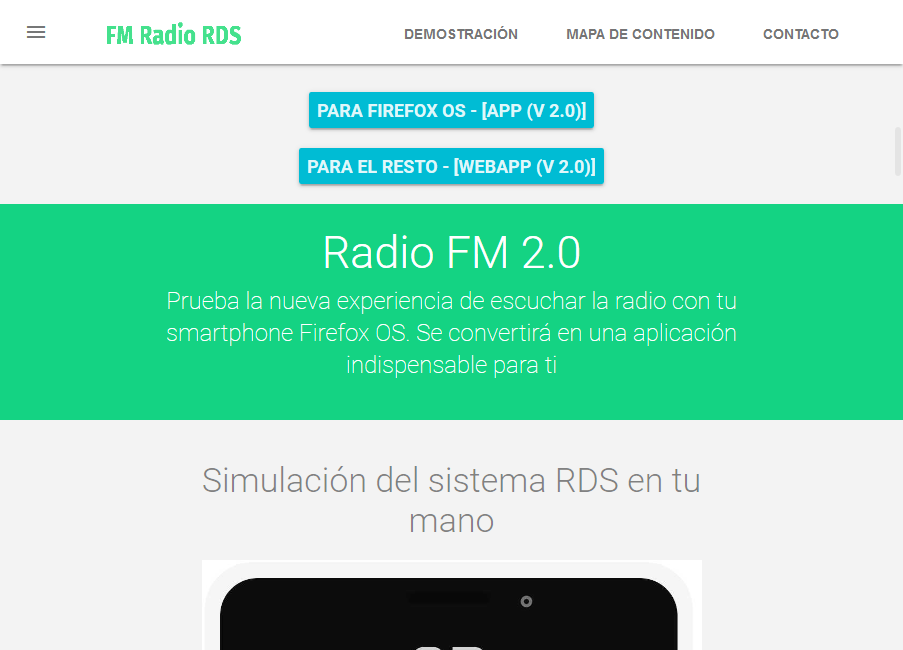 FM Radio RDS
DEMOSTRACIÓN
MAPA DE CONTENIDO
CONTACTO
PARA FIREFOX OS - [APP (V 2.0)]
PARA EL RESTO - [WEBAPP (V 2.0)]
Radio FM 2.0
Prueba la nueva experiencia de escuchar la radio con tu
smartphone Firefox OS. Se convertirá en una aplicación
indispensable para ti
Simulación del sistema RDS en tu
mano